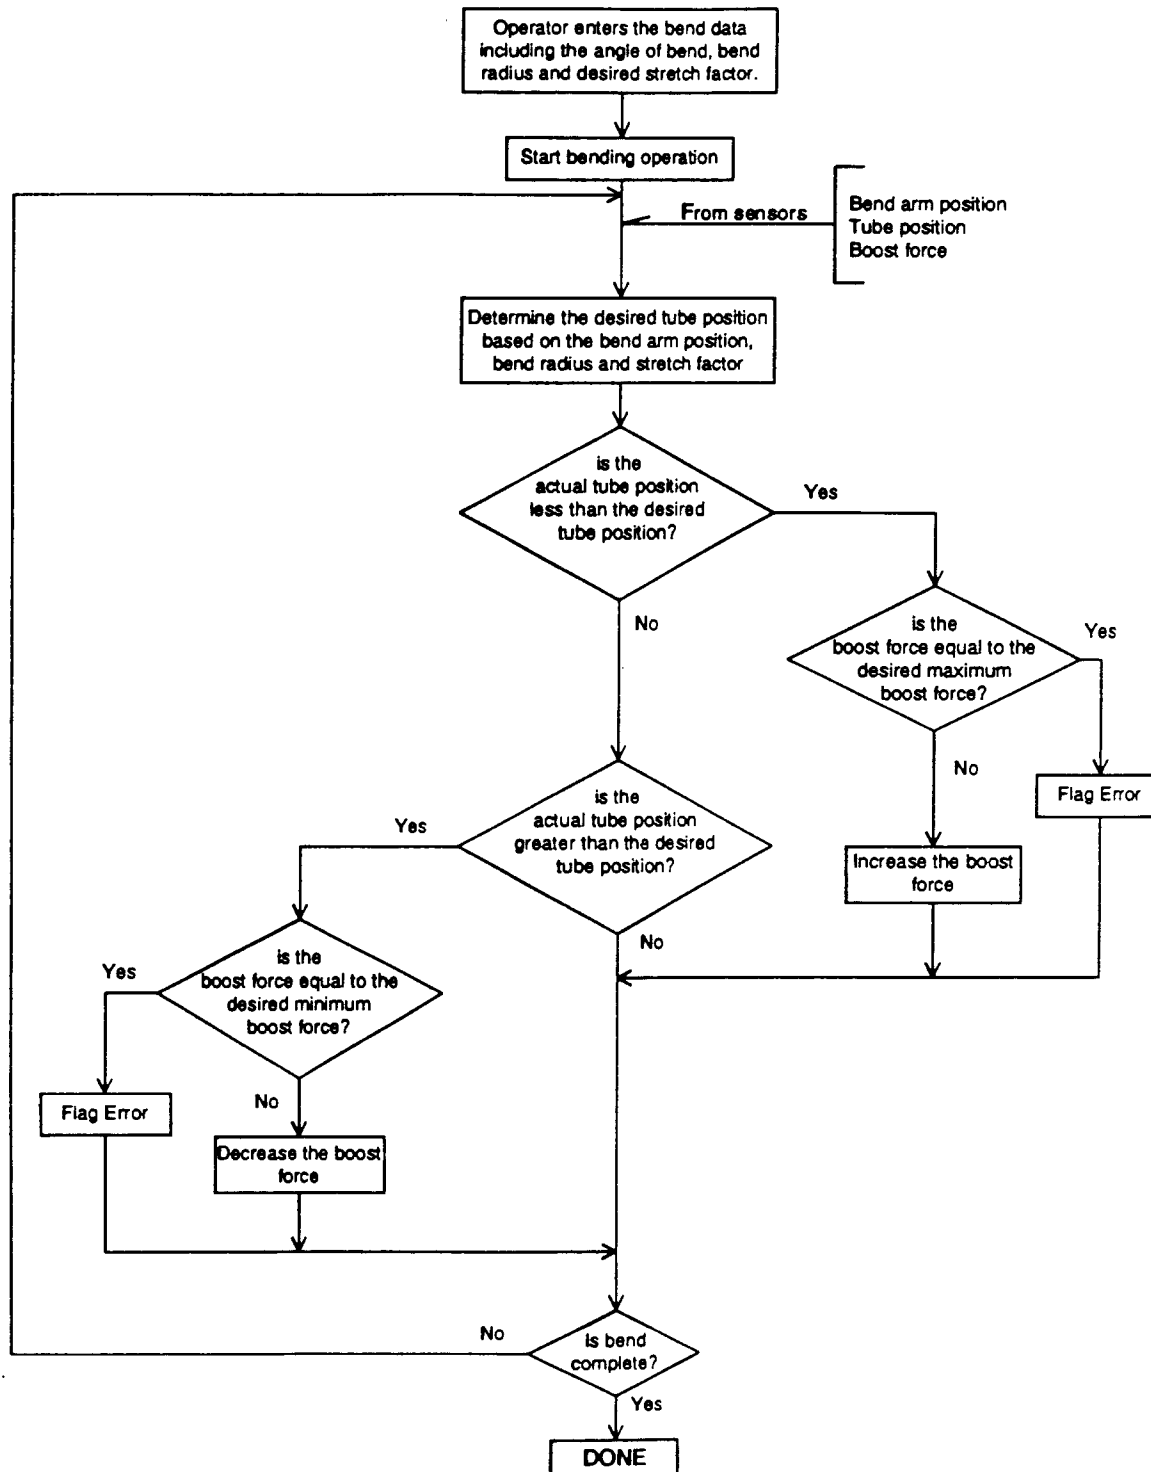 Operator enters the bend data
including the angle of bend, bend
radius and desired stretch factor.
Start bending operation
From sensors
Bend arm position
Tube position
Boost force
Determine the desired tube position
based on the bend arm position,
bend radius and stretch factor
is the
actual tube position
less than the desired
tube position?
Yes
No
is the
boost force equal to the
desired maximum
boost force?
Yes
No
Flag Error
Increase the boost
force
is the
actual tube position
greater than the desired
tube position?
Yes
No
is the
boost force equal to the
desired minimum
boost force?
Yes
No
Flag Error
Decrease the boost
force
Is bend
complete?
No
Yes
DONE